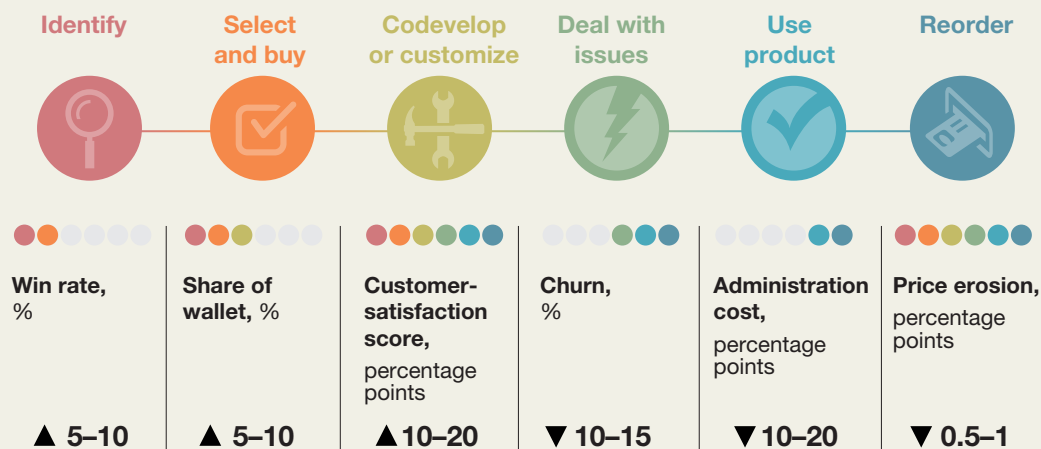 Identify
Select
and buy
Codevelop
or customize
Deal with
issues
Use
product
Reorder
Win rate,
%
Share of
wallet, %
Customer-
satisfaction
score,
percentage
points
Churn,
%
Administration
cost,
percentage
points
Price erosion,
percentage
points
▲ 5–10
▲ 5–10
▲ 10–20
▼ 10–15
▼ 10–20
▼ 0.5–1